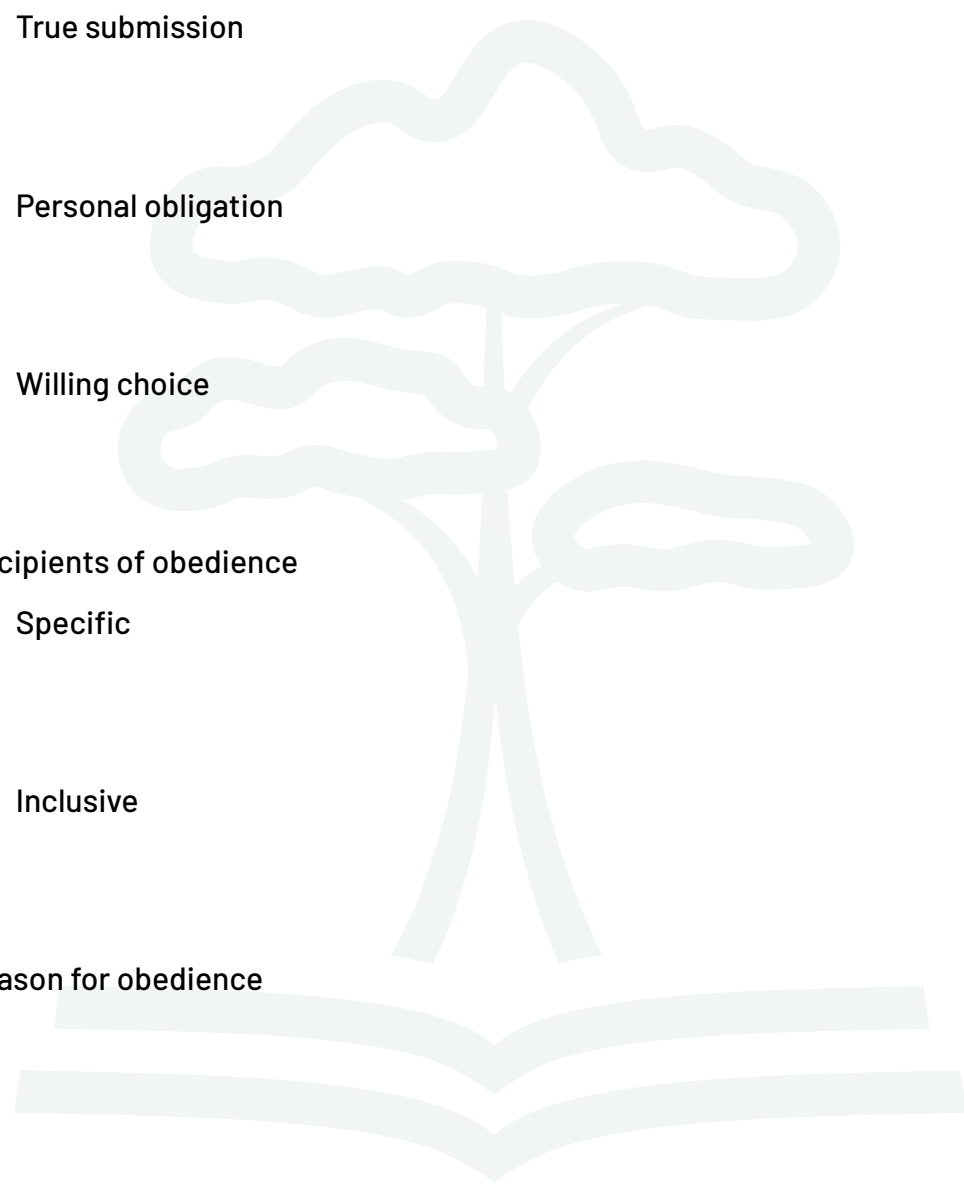 True submission
Personal obligation
Willing choice
cipients of obedience
Specific
Inclusive
ason for obedience